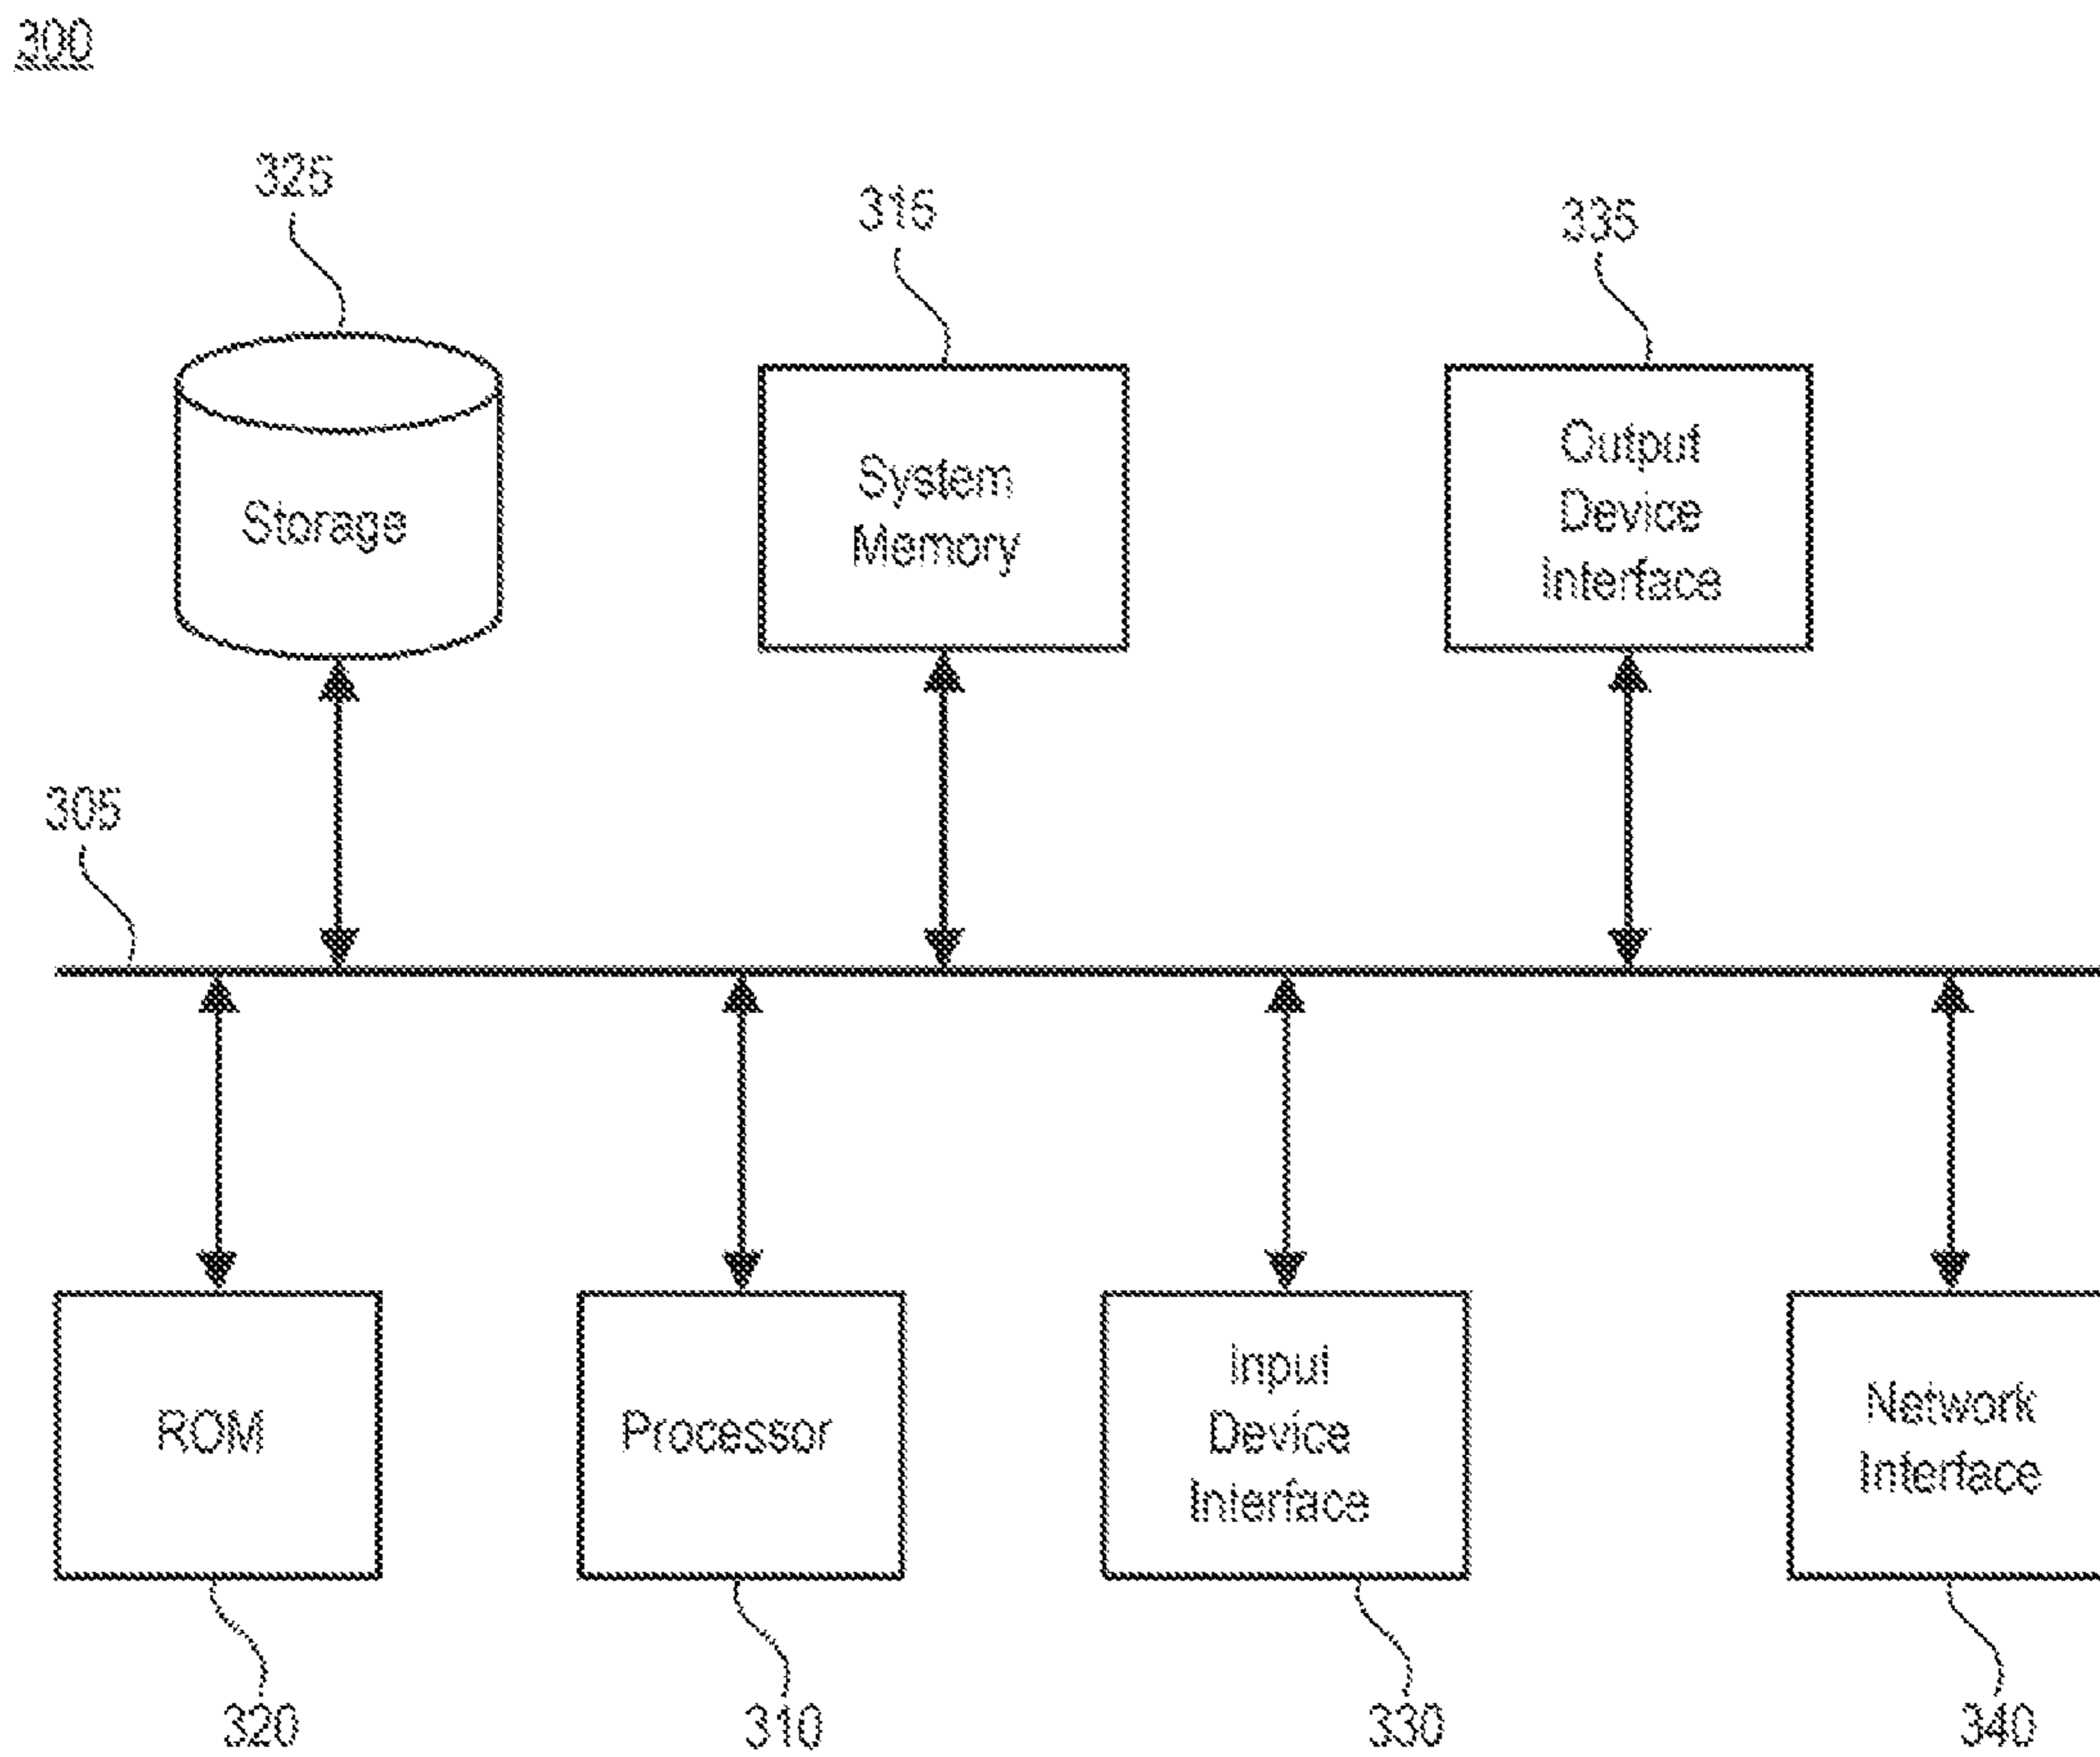 300
325
315
335
Storage
System
Memory
Output
Device
Interface
305
ROM
Processor
Input
Device
Interface
Network
Interface
320
310
330
340